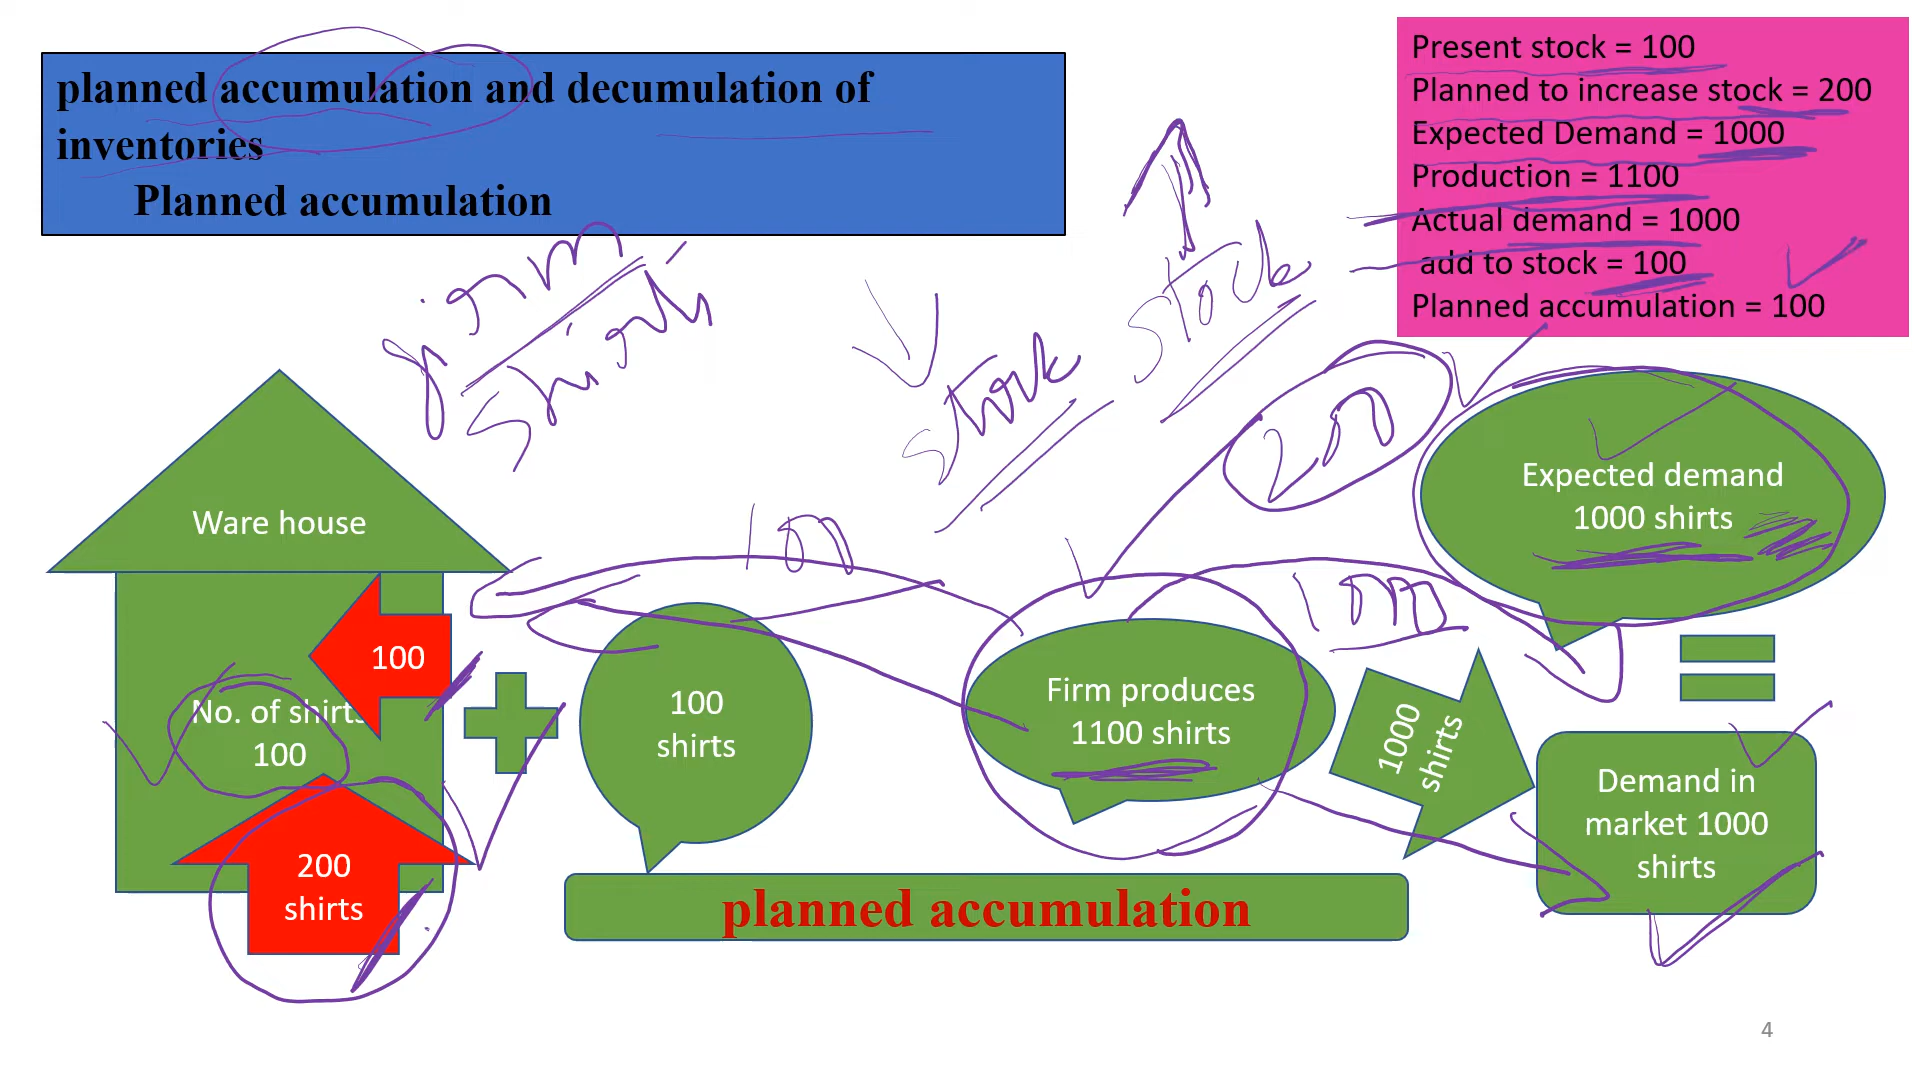 planned accumulation and decumulation of
inventories
Planned accumulation
Present stock = 100
Planned to increase stock = 200
Expected Demand = 1000
Production = 1100
Actual demand = 1000
add to stock = 100
Planned accumulation = 100
stock
stock
200
Expected demand
1000 shirts
Ware house
100
1000
100
No. of shirts
100
100
shirts
Firm produces
1100 shirts
1000
shirts
Demand in
market 1000
shirts
200
shirts
planned accumulation
4